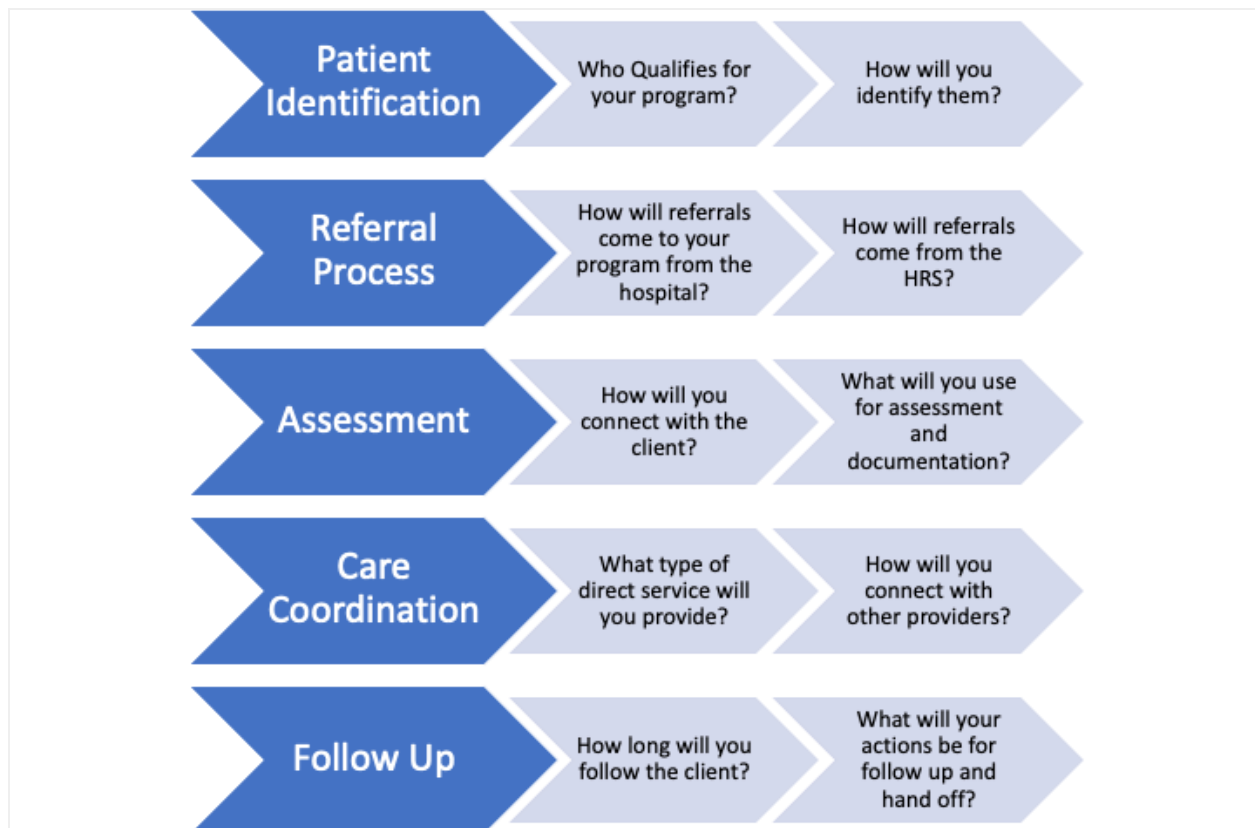 Patient
Identification
Who Qualifies for
your program?
How will you
identify them?
Referral
Process
How will referrals
come to your
program from the
hospital?
How will referrals
come from the
HRS?
Assessment
How will you
connect with the
client?
What will you use
for assessment
and
documentation?
Care
Coordination
What type of
direct service will
you provide?
How will you
connect with
other providers?
Follow Up
How long will you
follow the client?
What will your
actions be for
follow up and
hand off?